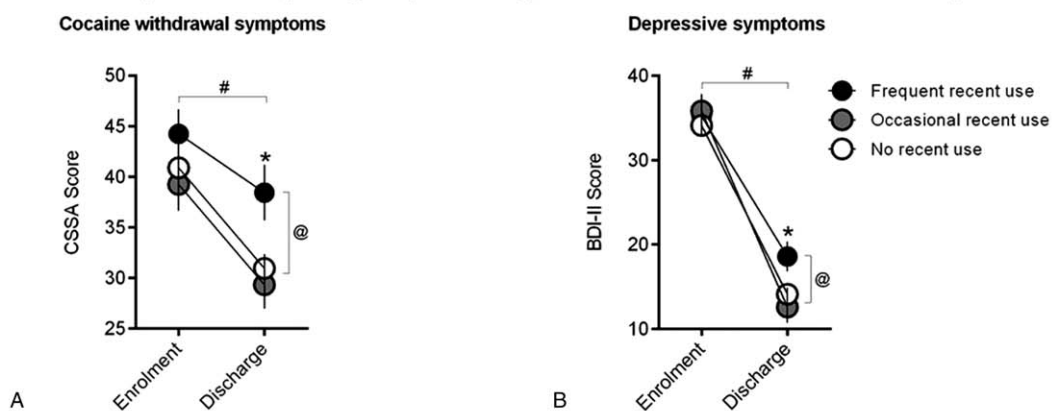 Cocaine withdrawal symptoms
50
45
40
35
30
25
CSSA Score
#
*
@
Enrolment
Discharge
A
Depressive symptoms
40
30
20
10
BDI-II Score
#
*
@
Enrolment
Discharge
B
Frequent recent use
Occasional recent use
No recent use